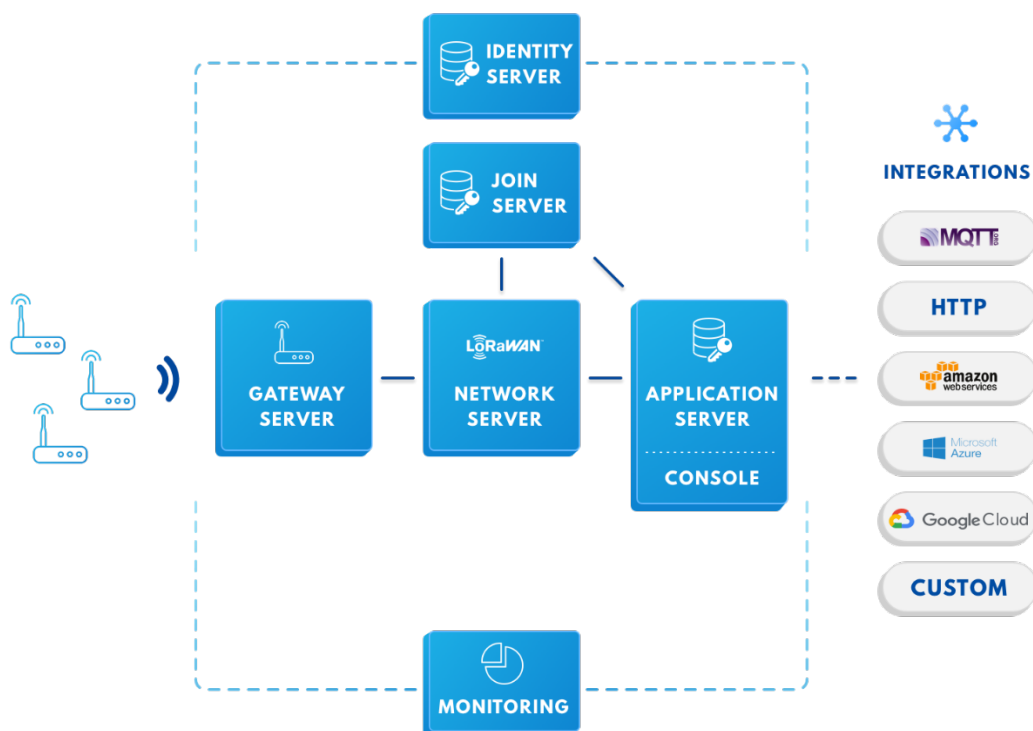 IDENTITY
SERVER
JOIN
SERVER
GATEWAY
SERVER
LoRaWAN
NETWORK
SERVER
APPLICATION
SERVER
CONSOLE
MONITORING
INTEGRATIONS
MQTT.ORG
HTTP
amazon
web services
Microsoft
Azure
Google Cloud
CUSTOM